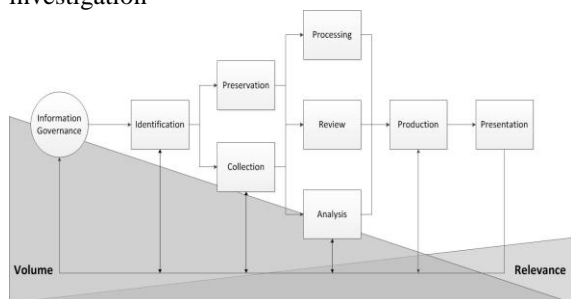 investigation
Processing
Preservation
Information
Governance
Identification
Review
Production
Presentation
Collection
Analysis
Volume
Relevance